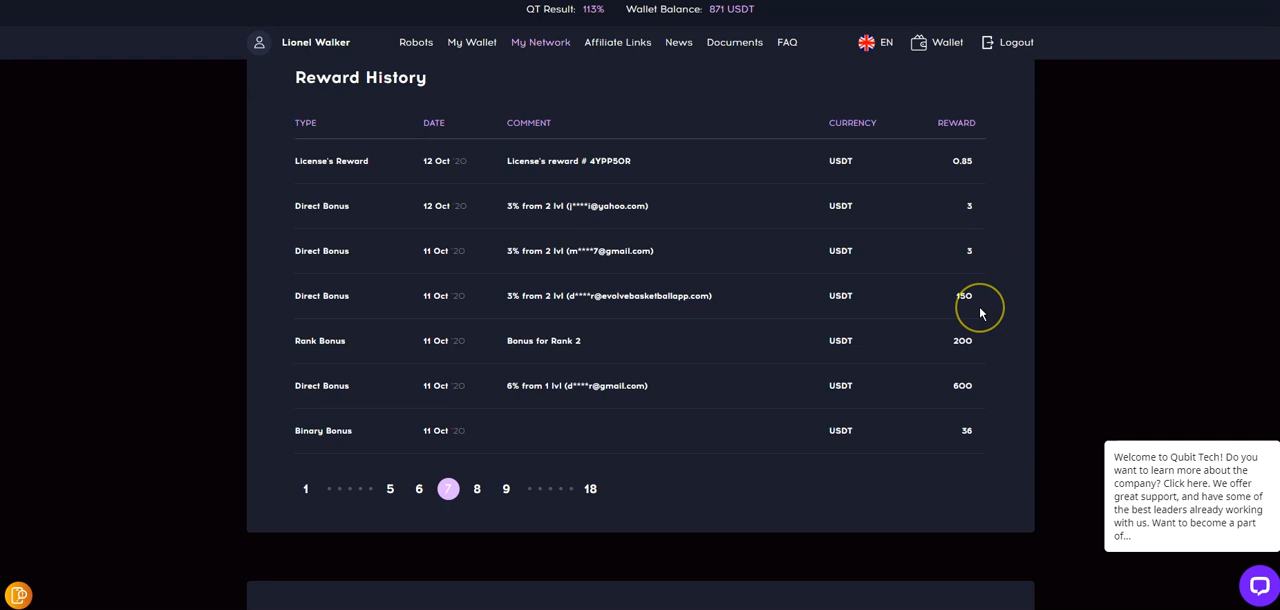 QT Result: 113% Wallet Balance: 871 USDT
Lionel Walker Robots My Wallet My Network Affiliate Links News Documents FAQ EN Wallet Logout
Reward History
TYPE DATE COMMENT CURRENCY REWARD
License's Reward 12 Oct '20 License's reward # 4YPP5OR USDT 0.85
Direct Bonus 12 Oct '20 3% from 2 lvl (j****i@yahoo.com) USDT 3
Direct Bonus 11 Oct '20 3% from 2 lvl (m****7@gmail.com) USDT 3
Direct Bonus 11 Oct '20 3% from 2 lvl (d****r@evolvebasketballapp.com) USDT 150
Rank Bonus 11 Oct '20 Bonus for Rank 2 USDT 200
Direct Bonus 11 Oct '20 6% from 1 lvl (d****r@gmail.com) USDT 600
Binary Bonus 11 Oct '20 USDT 36
1 ..... 5 6 7 8 9 ..... 18
Welcome to Qubit Tech! Do you
want to learn more about the
company? Click here. We offer
great support, and have some of
the best leaders already working
with us. Want to become a part
of...